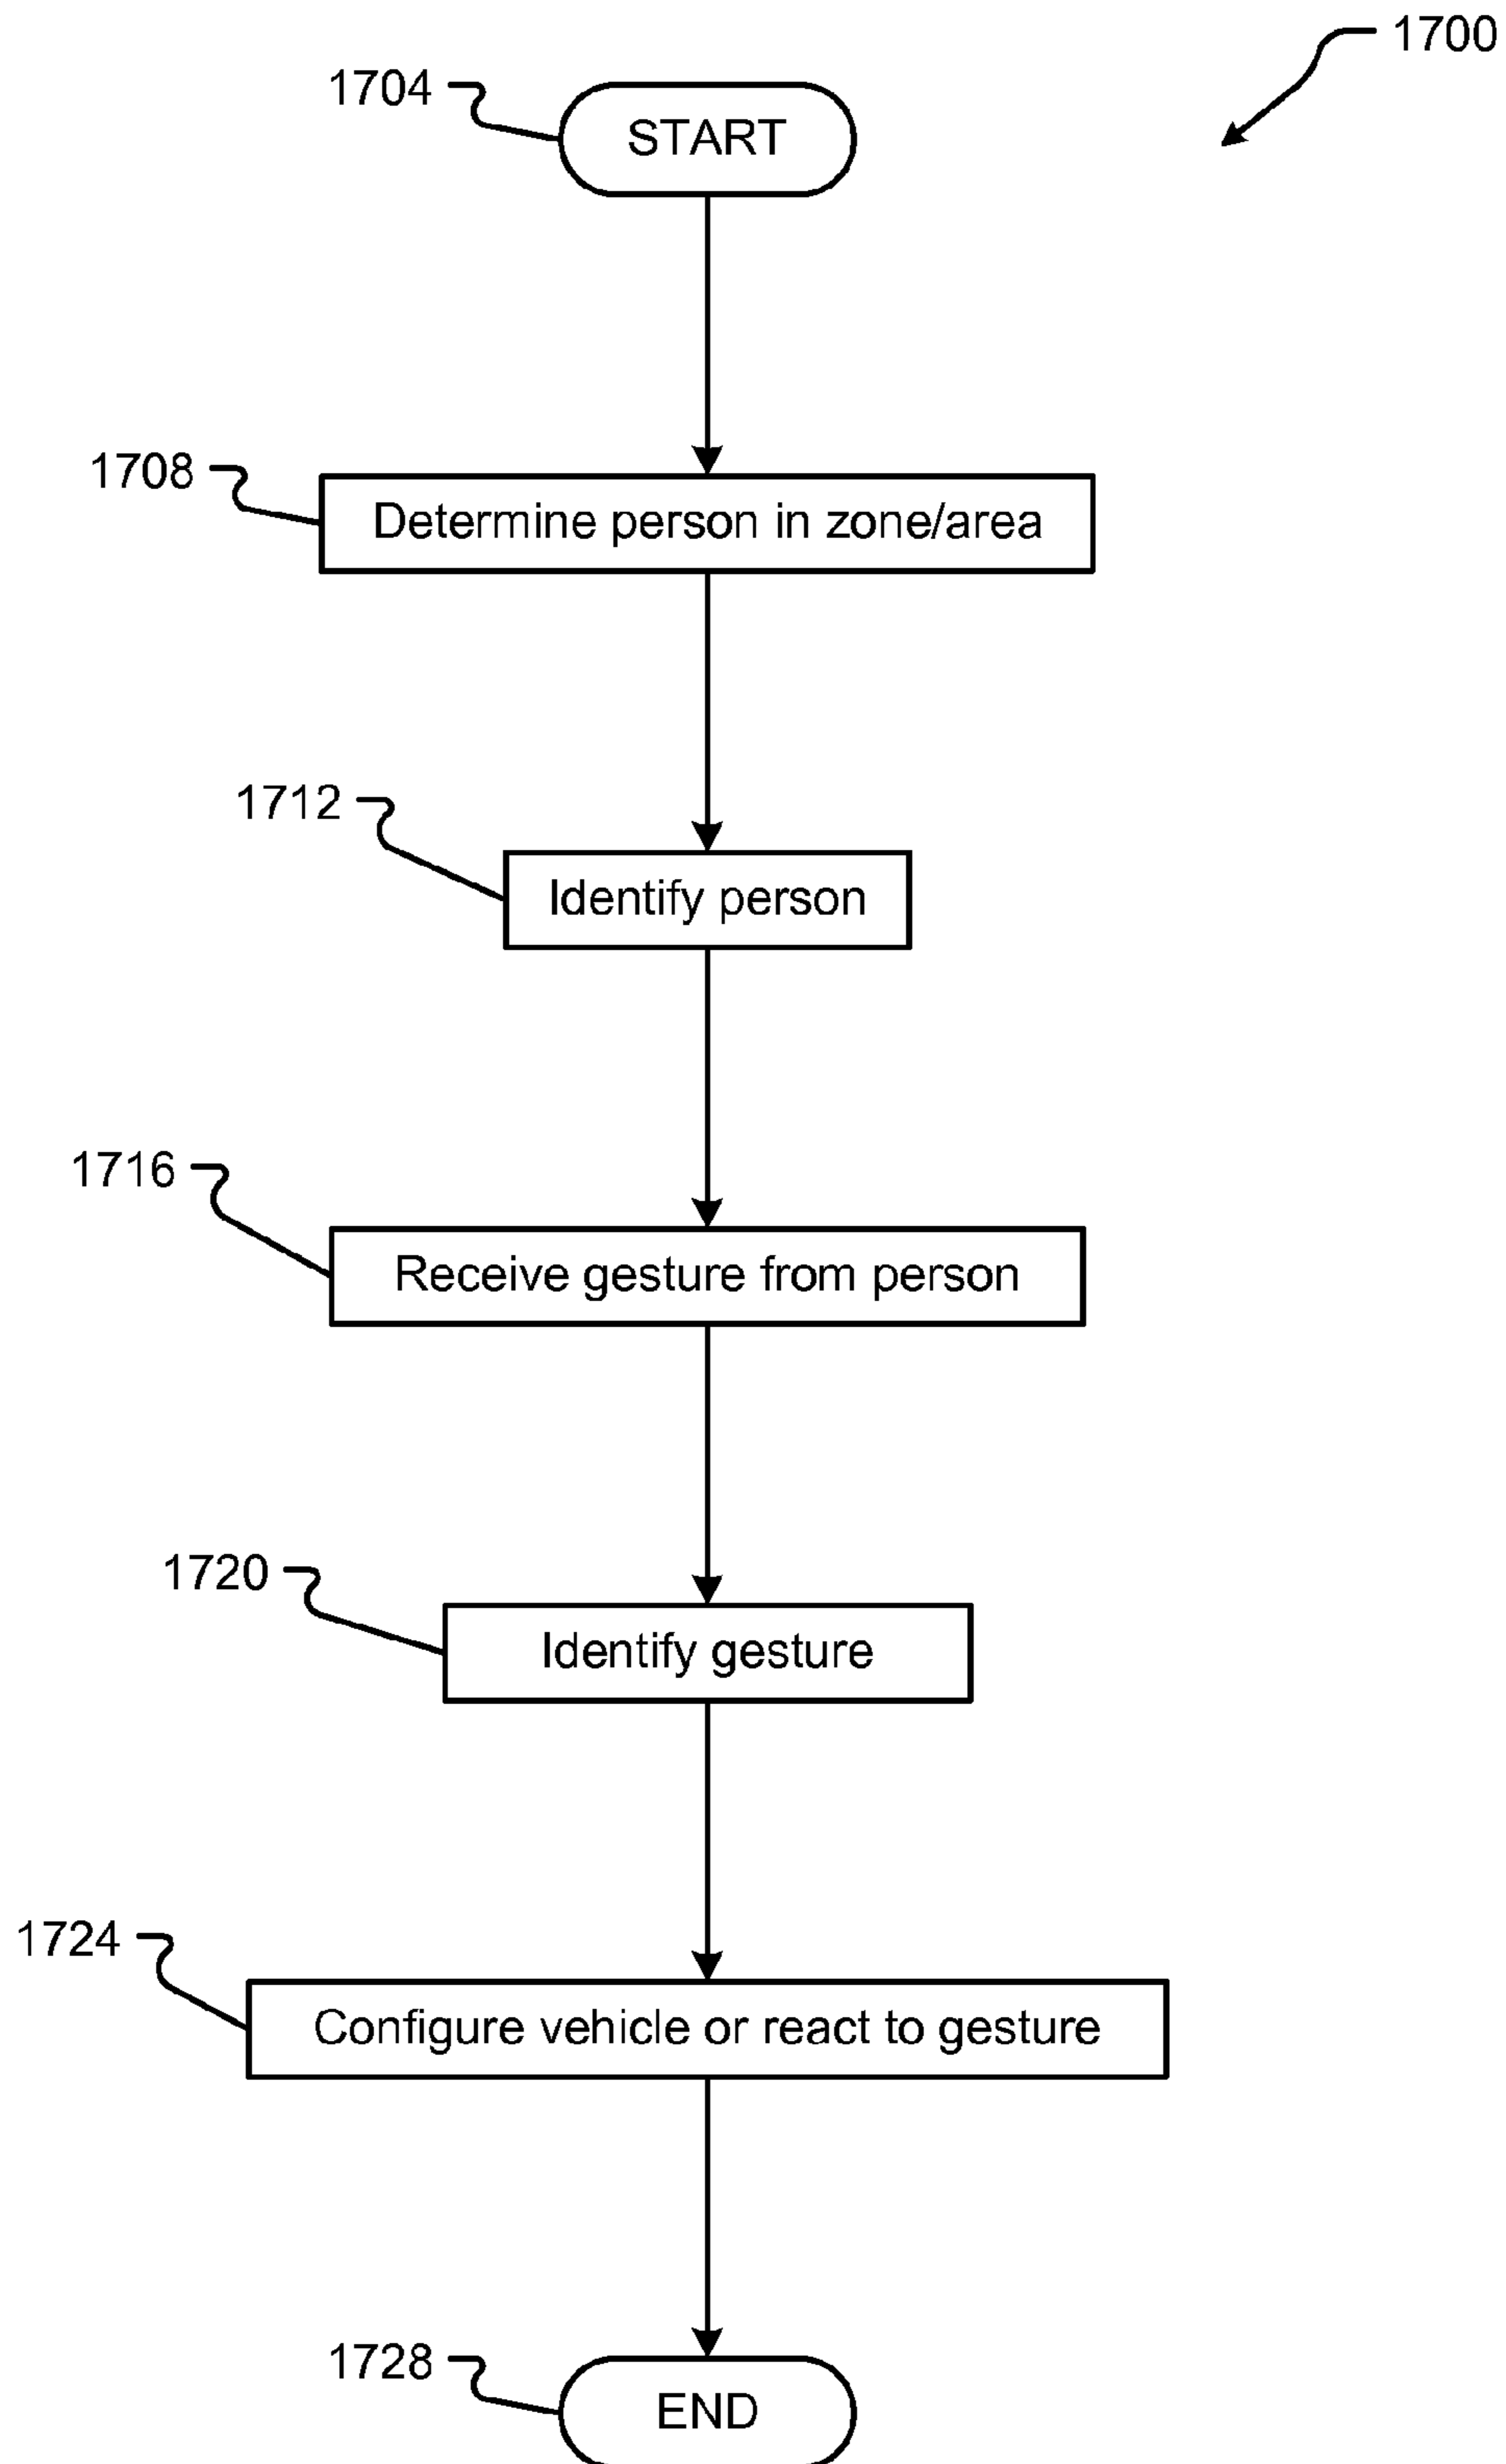 1700
1704
START
1708
Determine person in zone/area
1712
Identify person
1716
Receive gesture from person
1720
Identify gesture
1724
Configure vehicle or react to gesture
1728
END